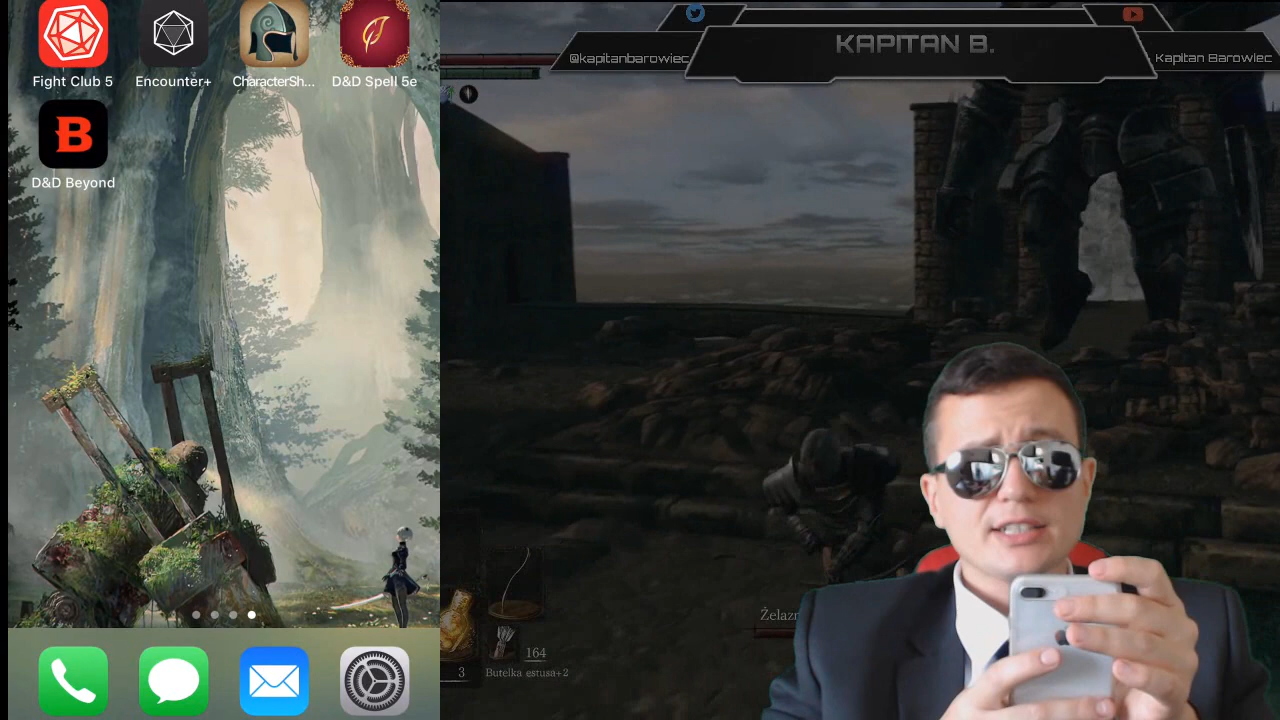 Fight Club 5
Encounter+
CharacterSh...
D&D Spell 5e
B
D&D Beyond
KAPITAN B.
@kapitanbarowiec
Kapitan Barowiec
164
3
Butelka estusa+2